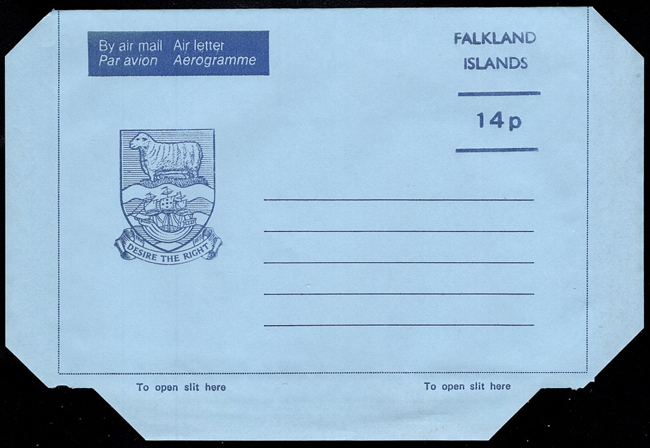 By air mail Air letter
Par avion Aérogramme
FALKLAND
ISLANDS
14p
DESIRE THE RIGHT
To open slit here
To open slit here